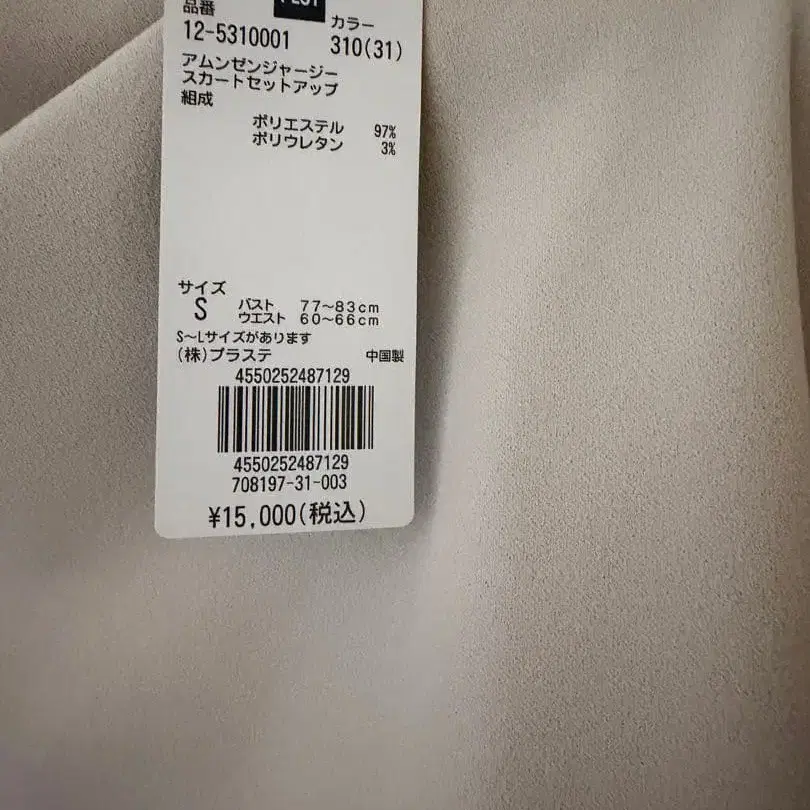 品番
カラー
12-5310001
310(31)
アムンゼンジャージー
スカートセットアップ
組成
ポリエステル 97%
ポリウレタン 3%
サイズ
S
バスト 77~83cm
ウエスト 60~66cm
S~Lサイズがあります
(株)プラステ 中国製
4550252487129
4550252487129
708197-31-003
¥15,000(税込)